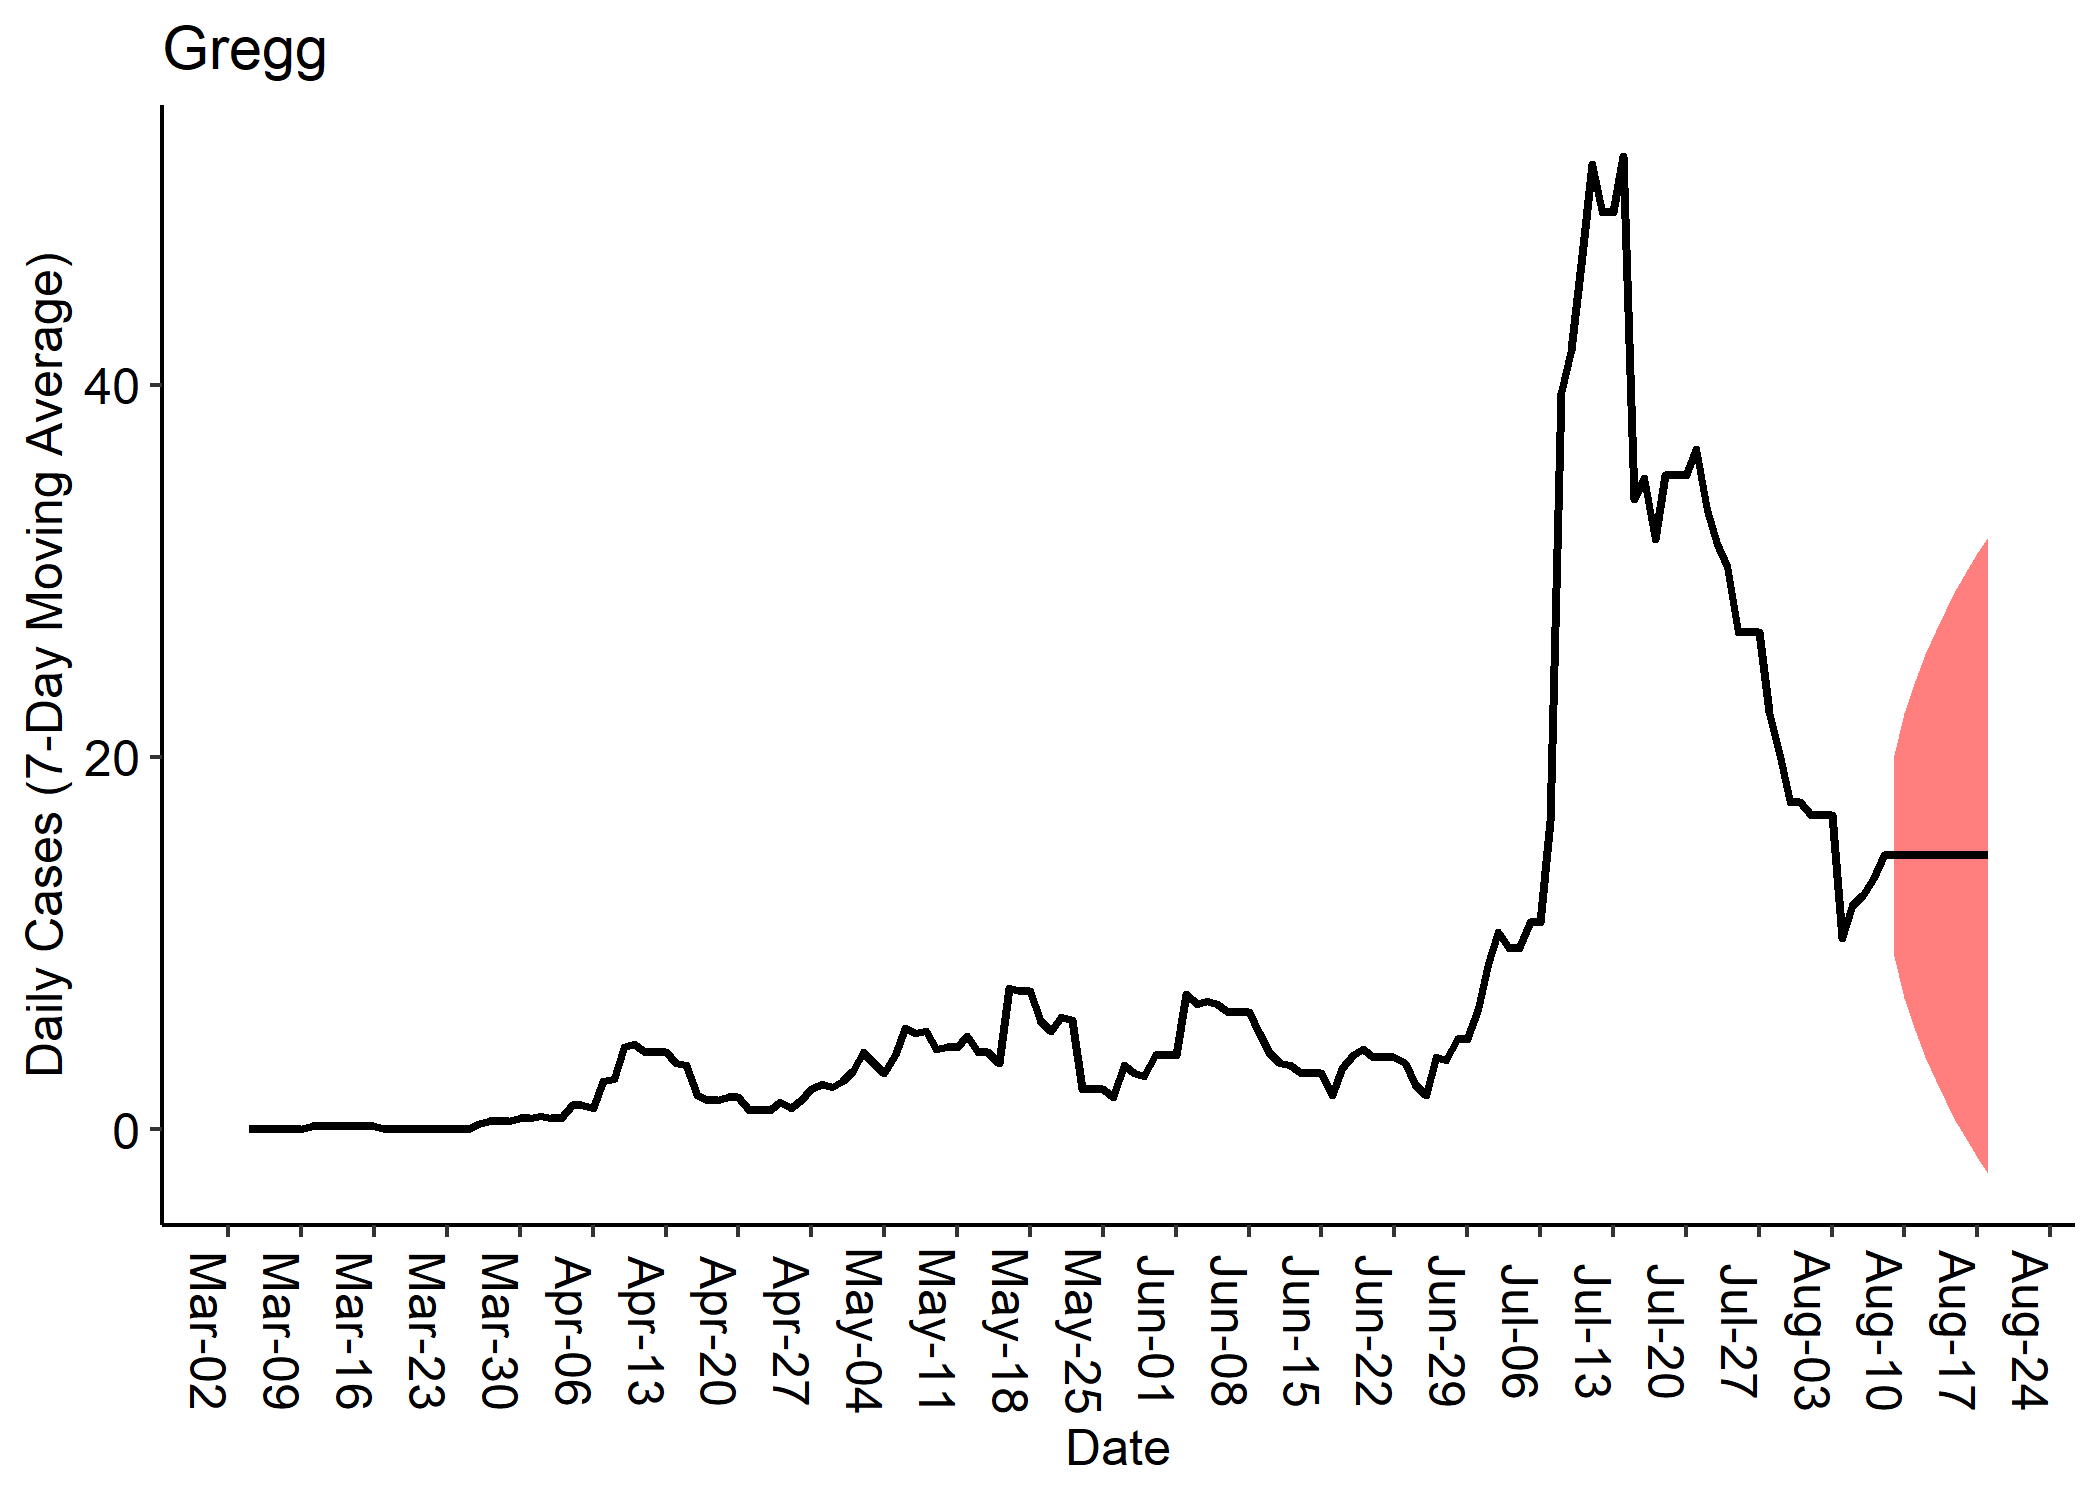 Gregg
Daily Cases (7-Day Moving Average)
40
20
0
Mar-02
Mar-09
Mar-16
Mar-23
Mar-30
Apr-06
Apr-13
Apr-20
Apr-27
May-04
May-11
May-18
May-25
Jun-01
Jun-08
Jun-15
Jun-22
Jun-29
Jul-06
Jul-13
Jul-20
Jul-27
Aug-03
Aug-10
Aug-17
Aug-24
Date